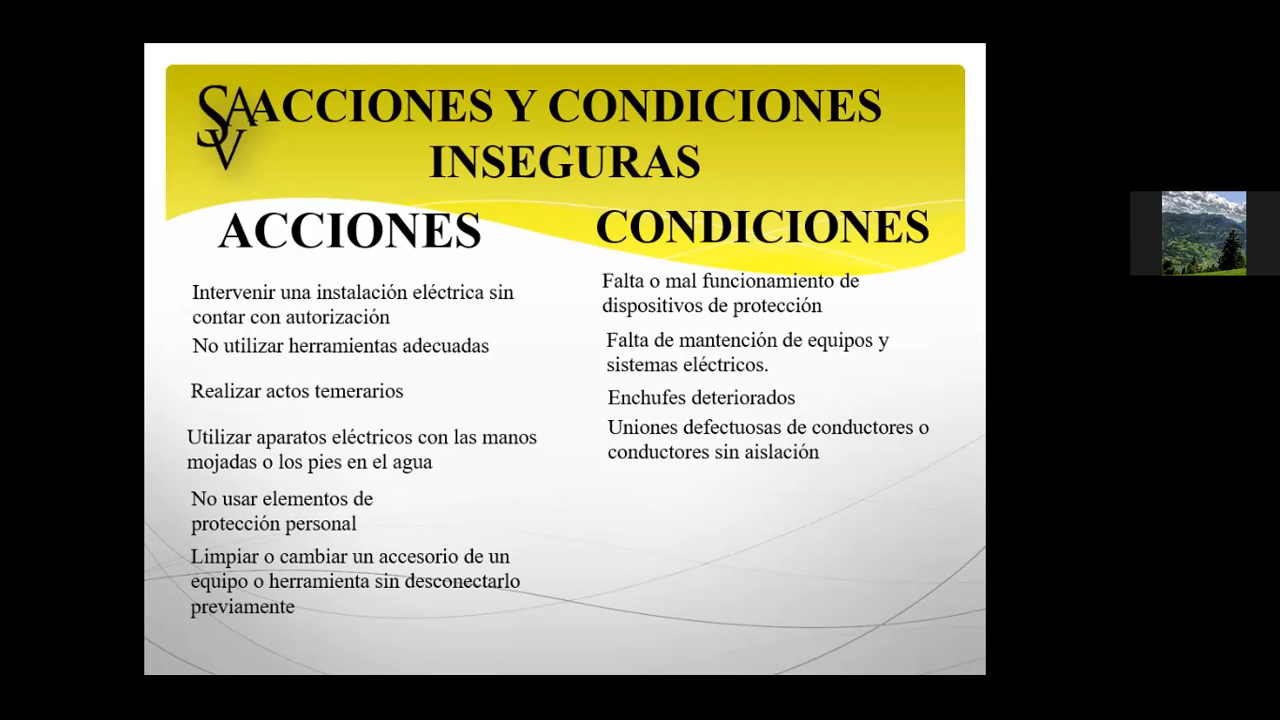 SAV
ACCIONES Y CONDICIONES
INSEGURAS
ACCIONES
Intervenir una instalación eléctrica sin
contar con autorización
No utilizar herramientas adecuadas
Realizar actos temerarios
Utilizar aparatos eléctricos con las manos
mojadas o los pies en el agua
No usar elementos de
protección personal
Limpiar o cambiar un accesorio de un
equipo o herramienta sin desconectarlo
previamente
CONDICIONES
Falta o mal funcionamiento de
dispositivos de protección
Falta de mantención de equipos y
sistemas eléctricos.
Enchufes deteriorados
Uniones defectuosas de conductores o
conductores sin aislación